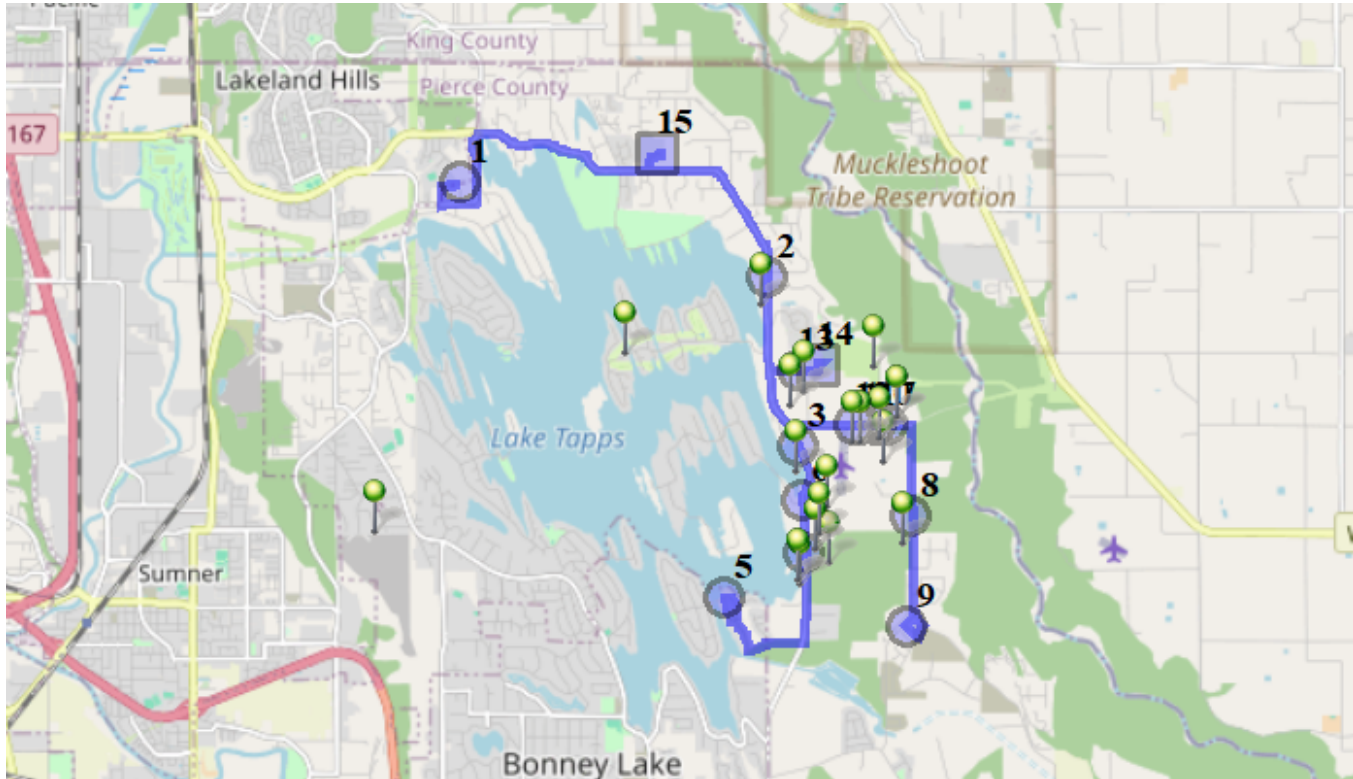 Pacific
King County
Lakeland Hills
Pierce County
167
15
1
Muckleshoot
Tribe Reservation
2
14
3
Lake Tapps
8
5
Sumner
9
Bonney Lake
W